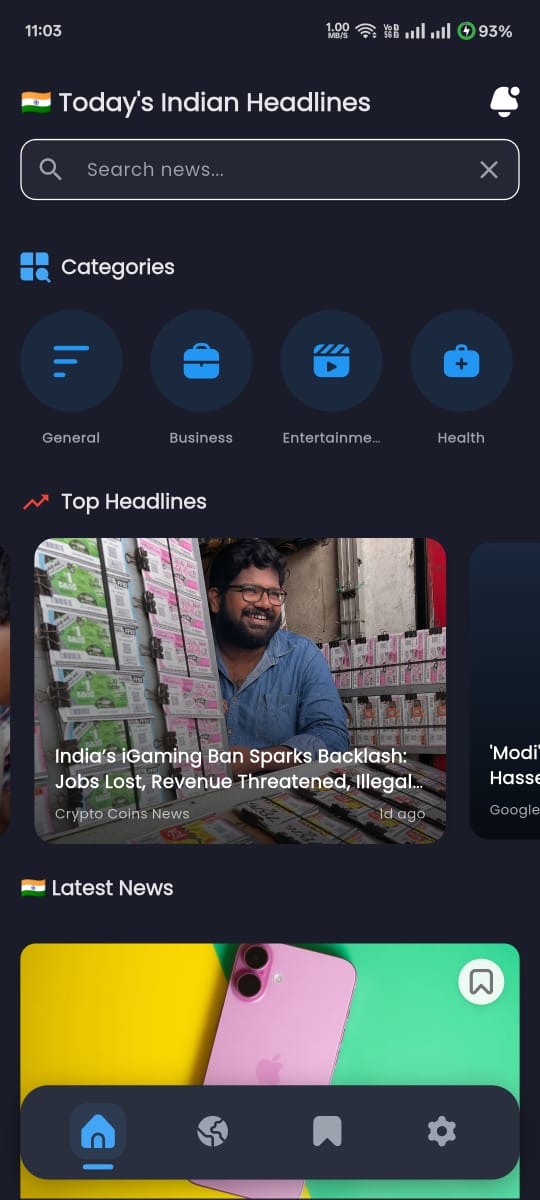 11:03
1.00
MB/S
Vo
5G
93%
🇮🇳 Today's Indian Headlines
Search news...
Categories
General Business Entertainme... Health
Top Headlines
India’s iGaming Ban Sparks Backlash:
Jobs Lost, Revenue Threatened, Illegal...
Crypto Coins News 1d ago
'Modi'
Hasse
Google
🇮🇳 Latest News